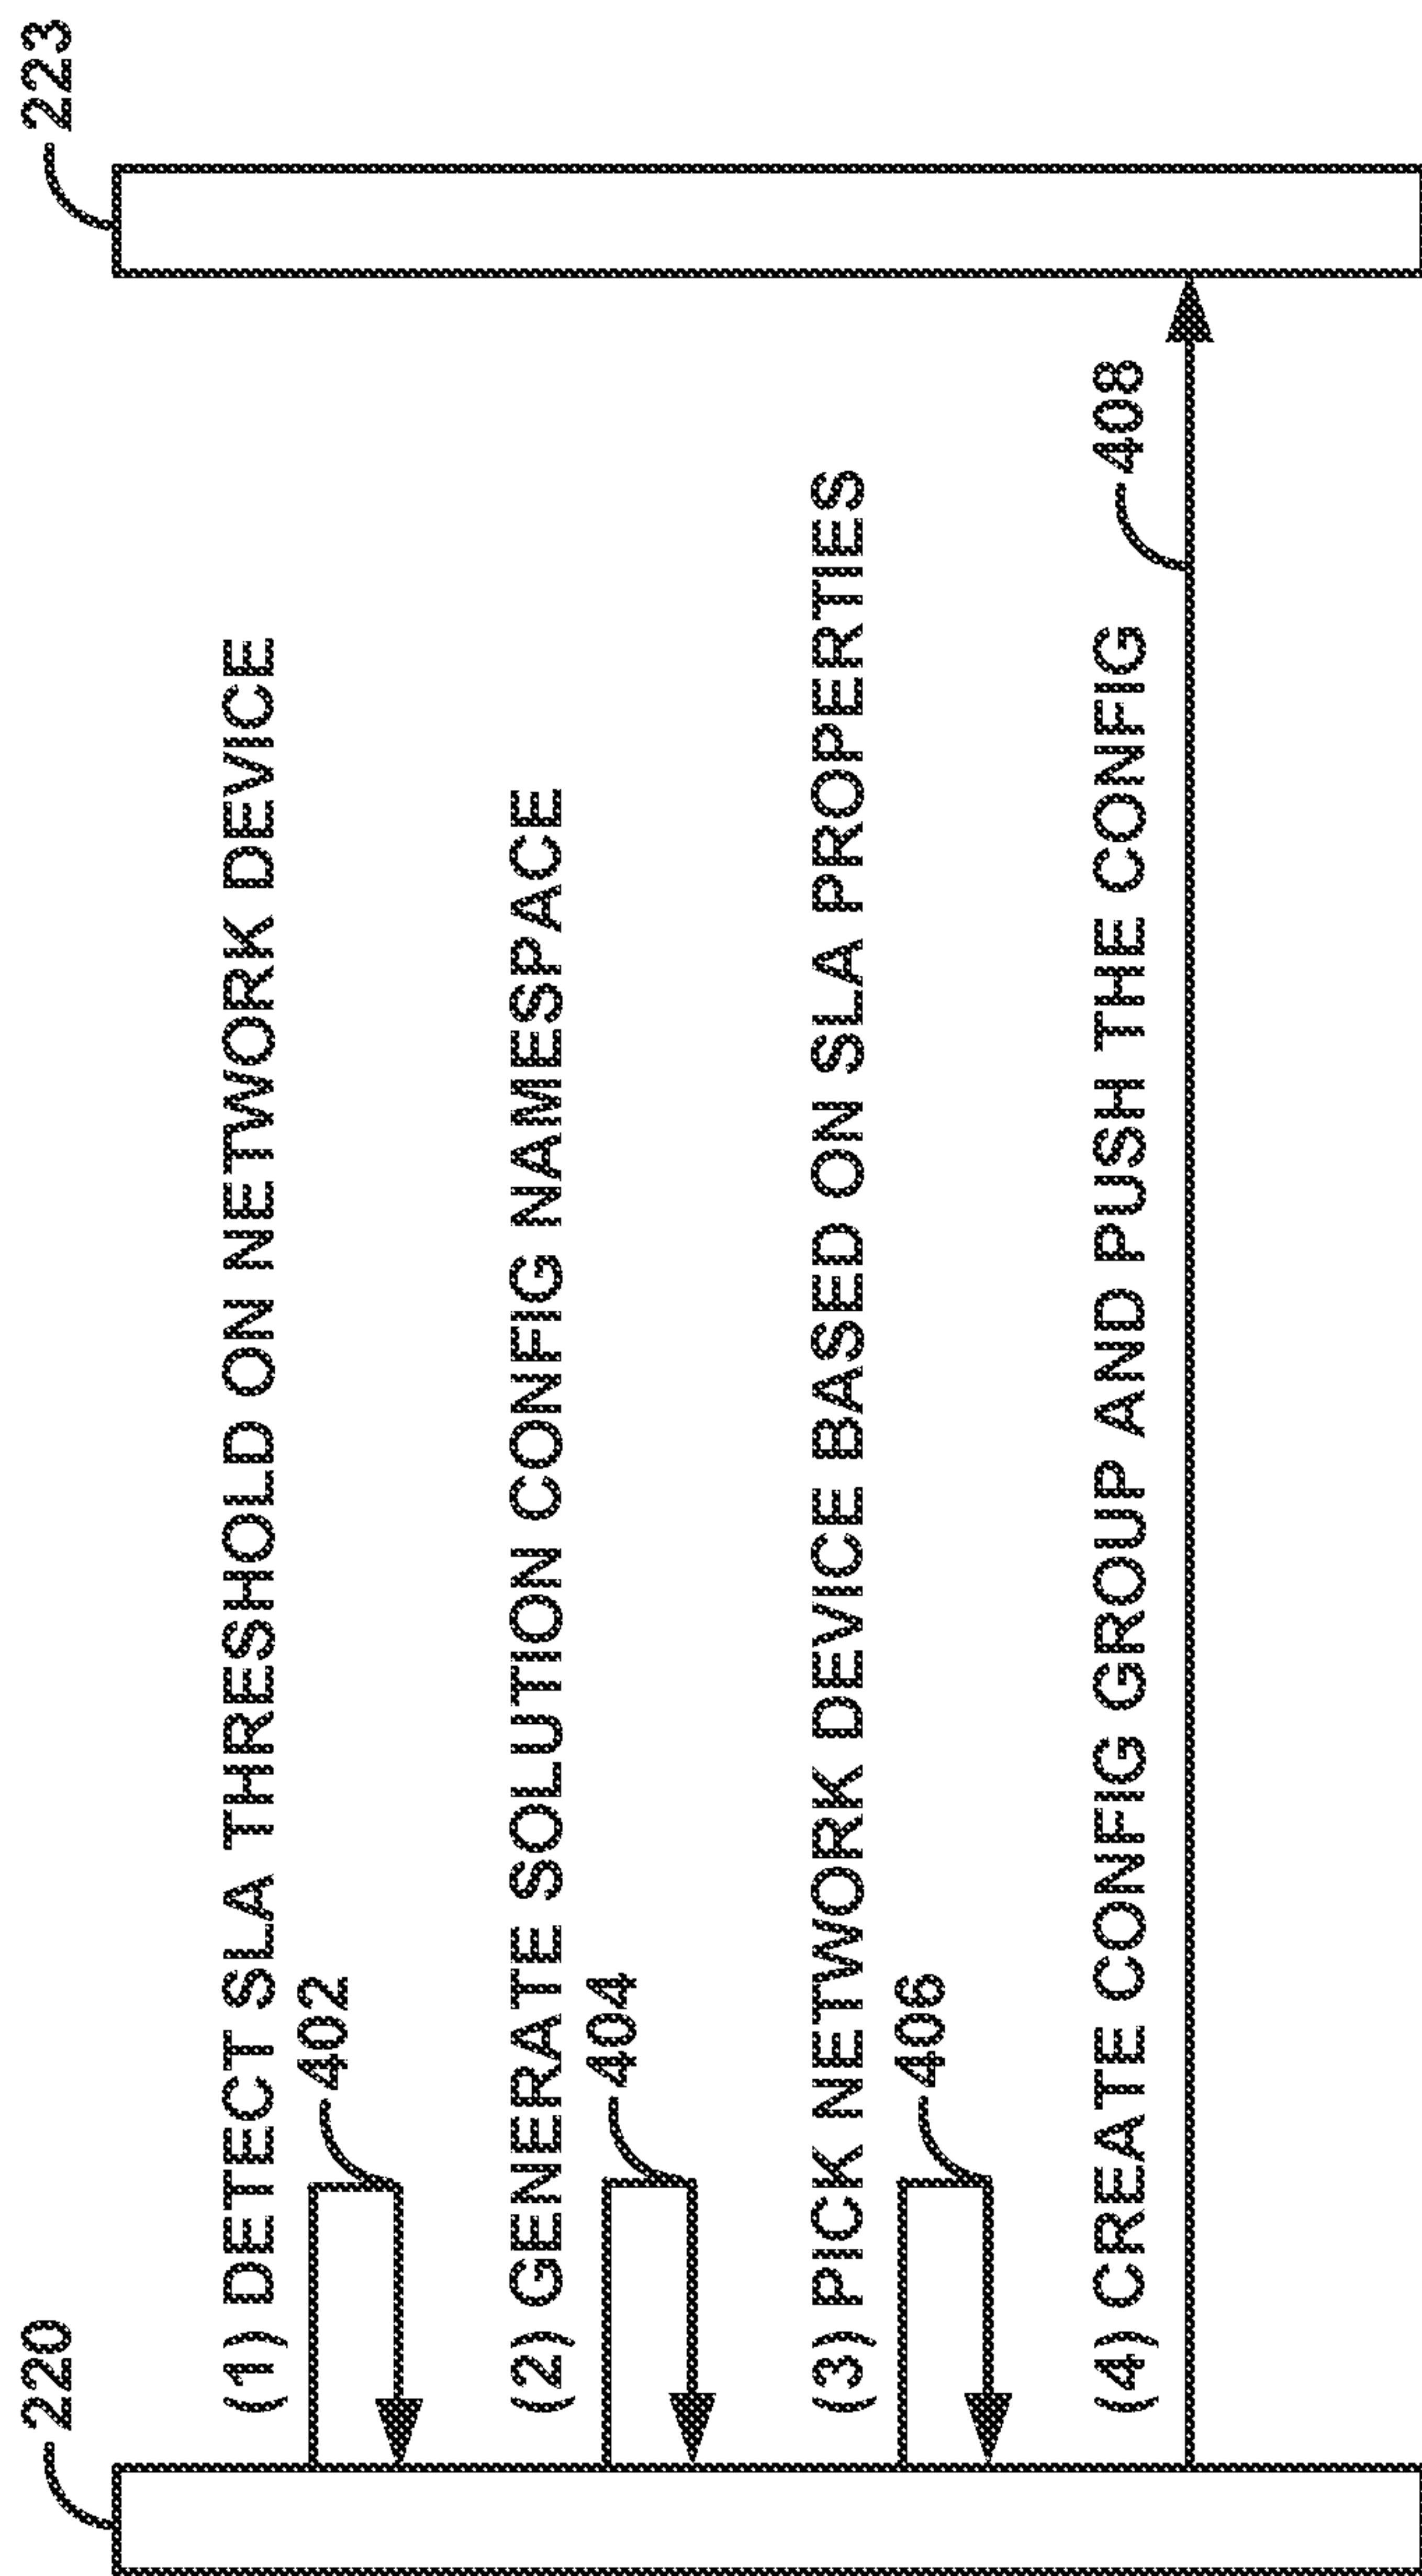 220
223
(1) DETECT SLA THRESHOLD ON NETWORK DEVICE
402
(2) GENERATE SOLUTION CONFIG NAMESPACE
404
(3) PICK NETWORK DEVICE BASED ON SLA PROPERTIES
406
(4) CREATE CONFIG GROUP AND PUSH THE CONFIG
408